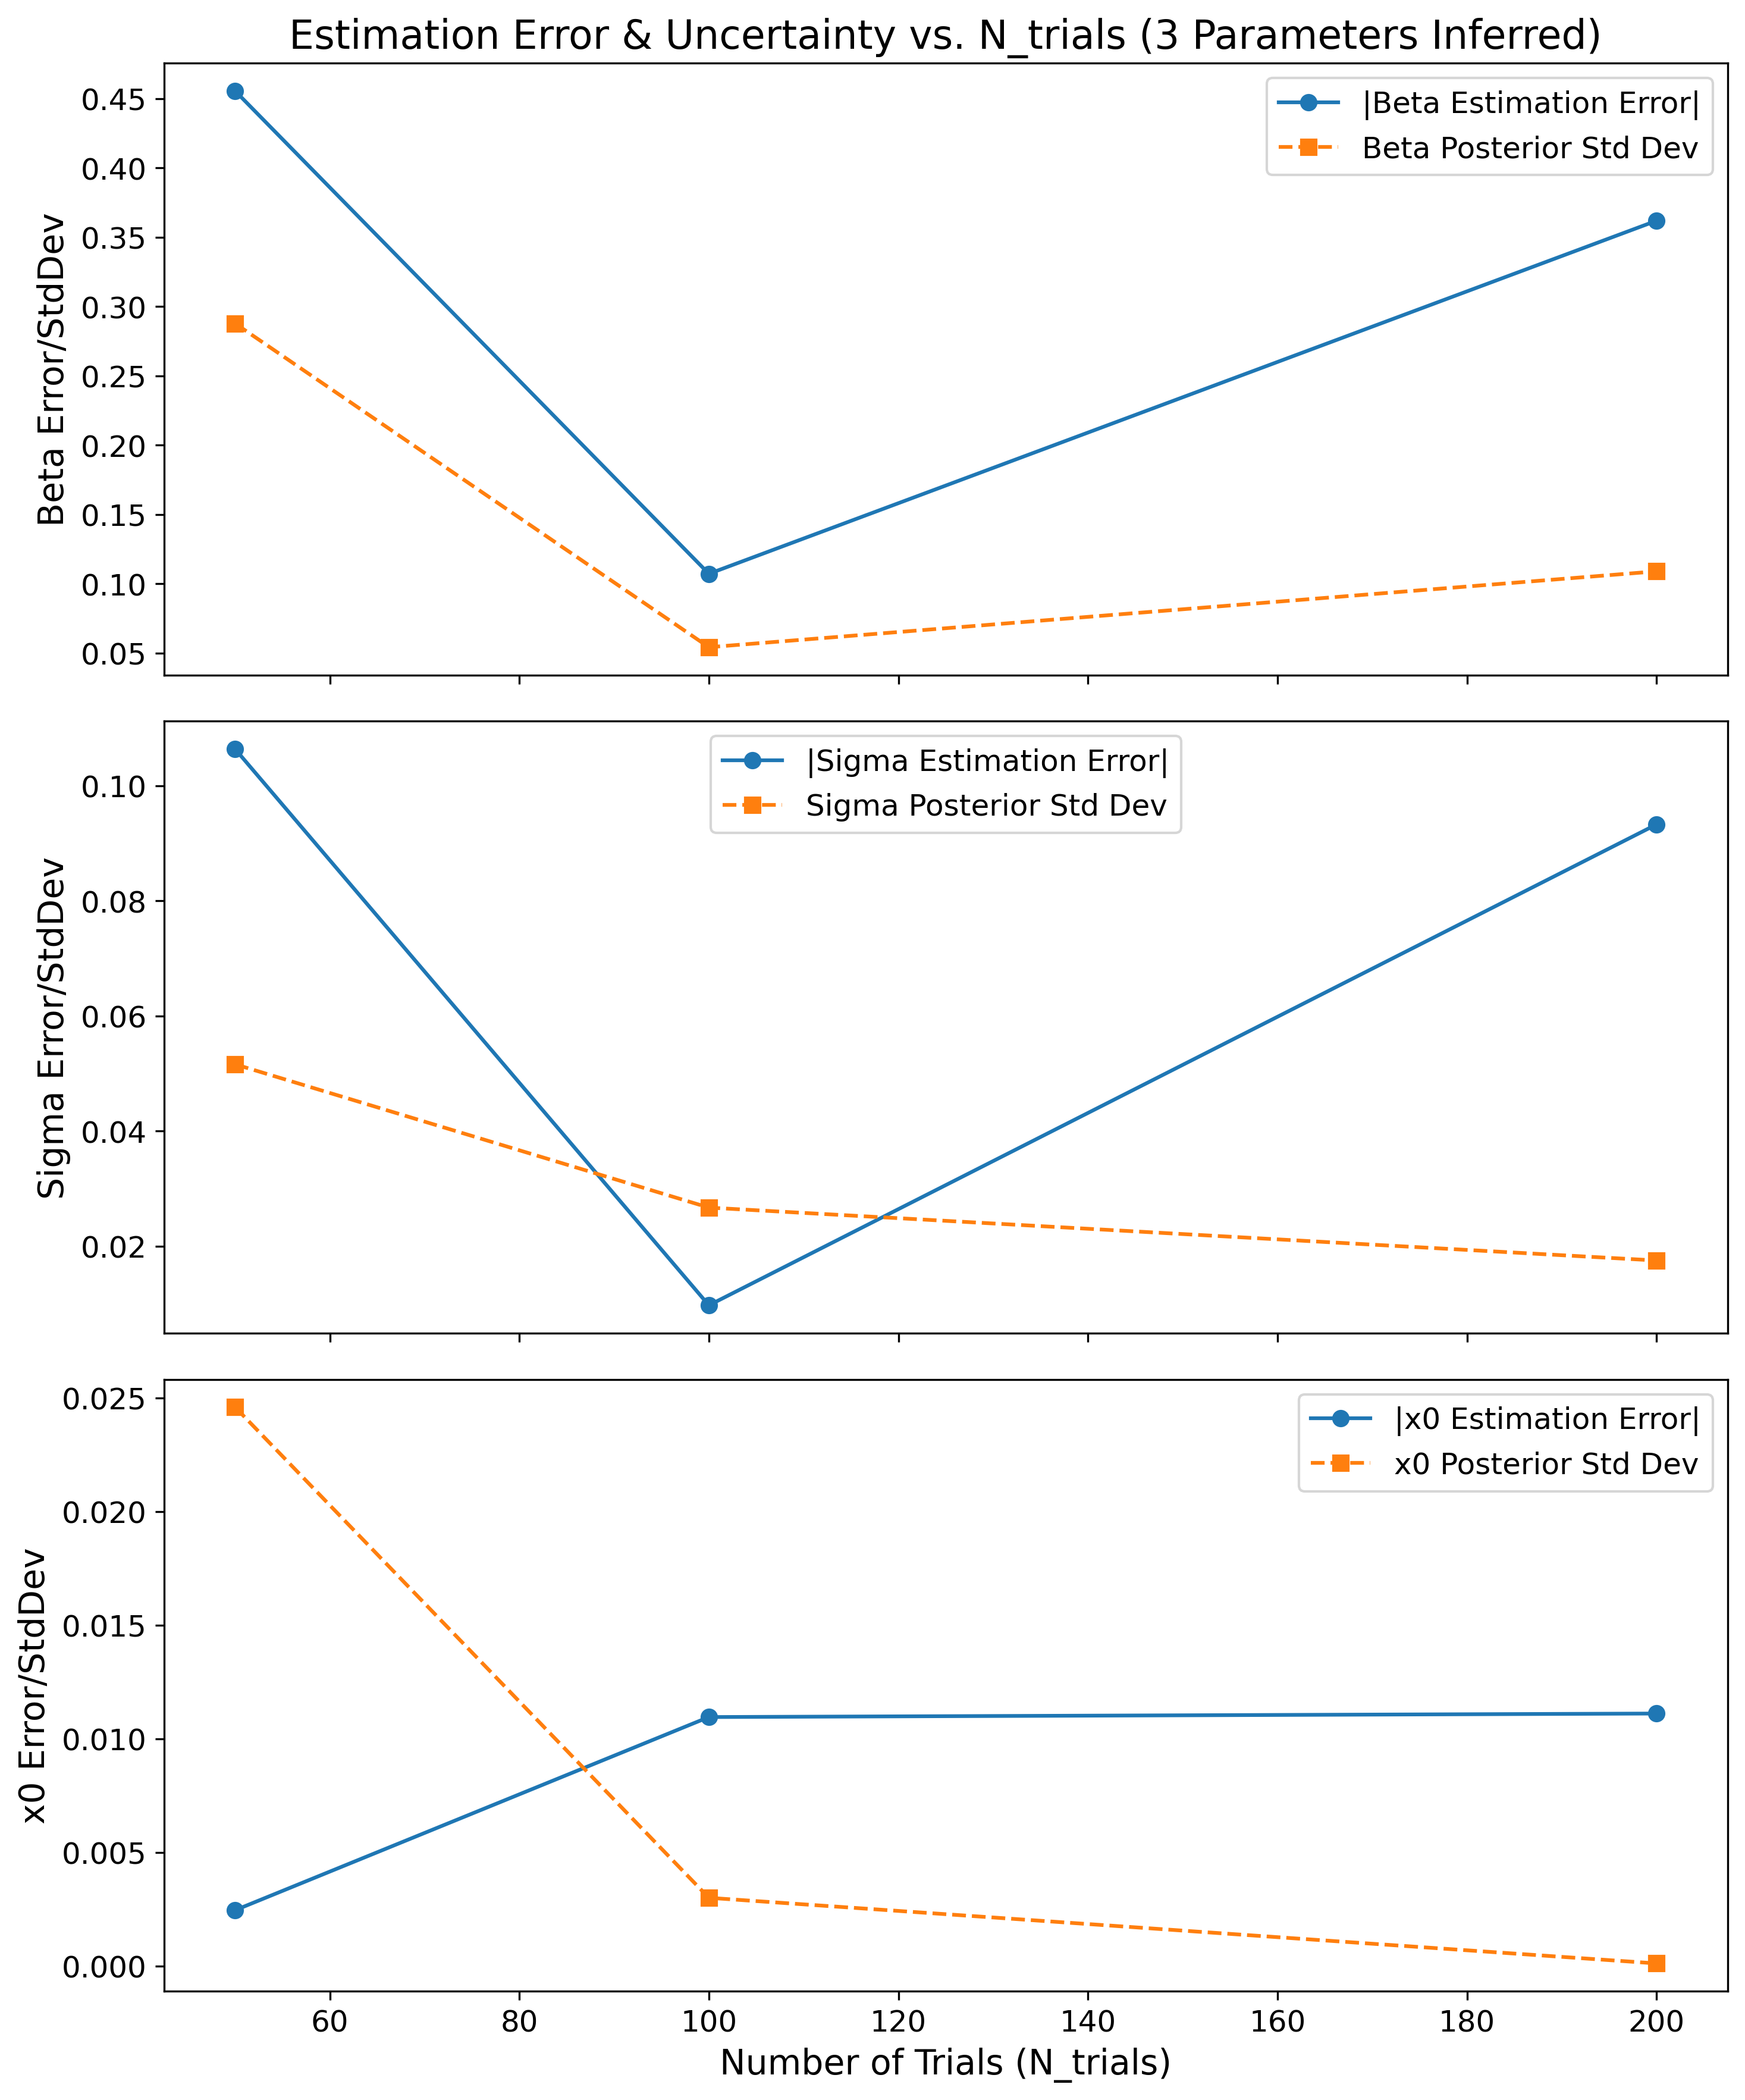 Estimation Error & Uncertainty vs. N_trials (3 Parameters Inferred)
|Beta Estimation Error|
Beta Posterior Std Dev
Beta Error/StdDev
0.45
0.40
0.35
0.30
0.25
0.20
0.15
0.10
0.05
|Sigma Estimation Error|
Sigma Posterior Std Dev
Sigma Error/StdDev
0.10
0.08
0.06
0.04
0.02
|x0 Estimation Error|
x0 Posterior Std Dev
x0 Error/StdDev
0.025
0.020
0.015
0.010
0.005
0.000
60 80 100 120 140 160 180 200
Number of Trials (N_trials)